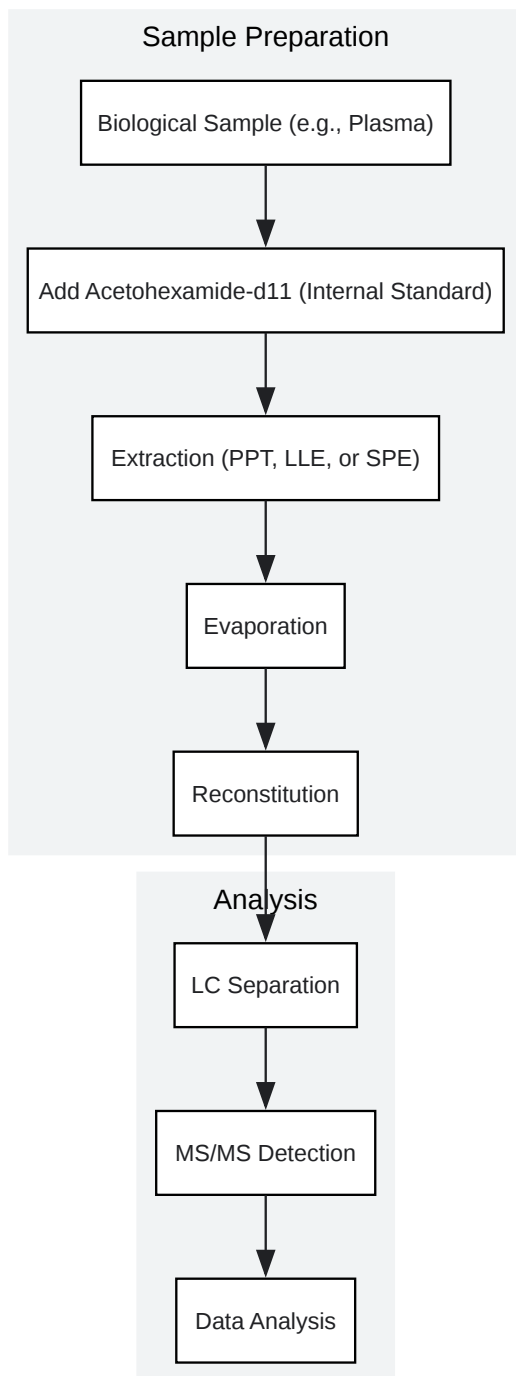 Sample Preparation
Biological Sample (e.g., Plasma)
Add Acetohexamide-d11 (Internal Standard)
Extraction (PPT, LLE, or SPE)
Evaporation
Reconstitution
Analysis
LC Separation
MS/MS Detection
Data Analysis